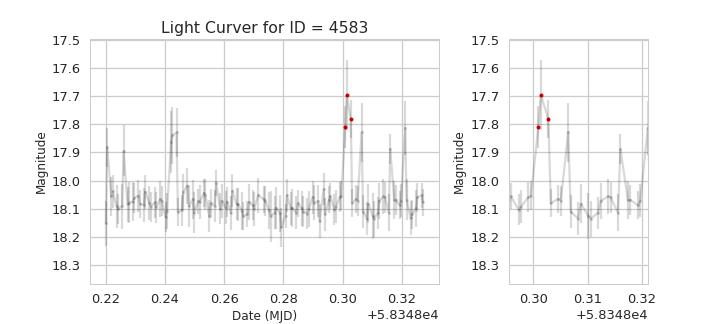 Light Curver for ID = 4583
17.5
17.6
17.7
17.8
17.9
18.0
18.1
18.2
18.3
Magnitude
0.22 0.24 0.26 0.28 0.30 0.32
Date (MJD)
+5.8348e4
17.5
17.6
17.7
17.8
17.9
18.0
18.1
18.2
18.3
Magnitude
0.30 0.31 0.32
+5.8348e4